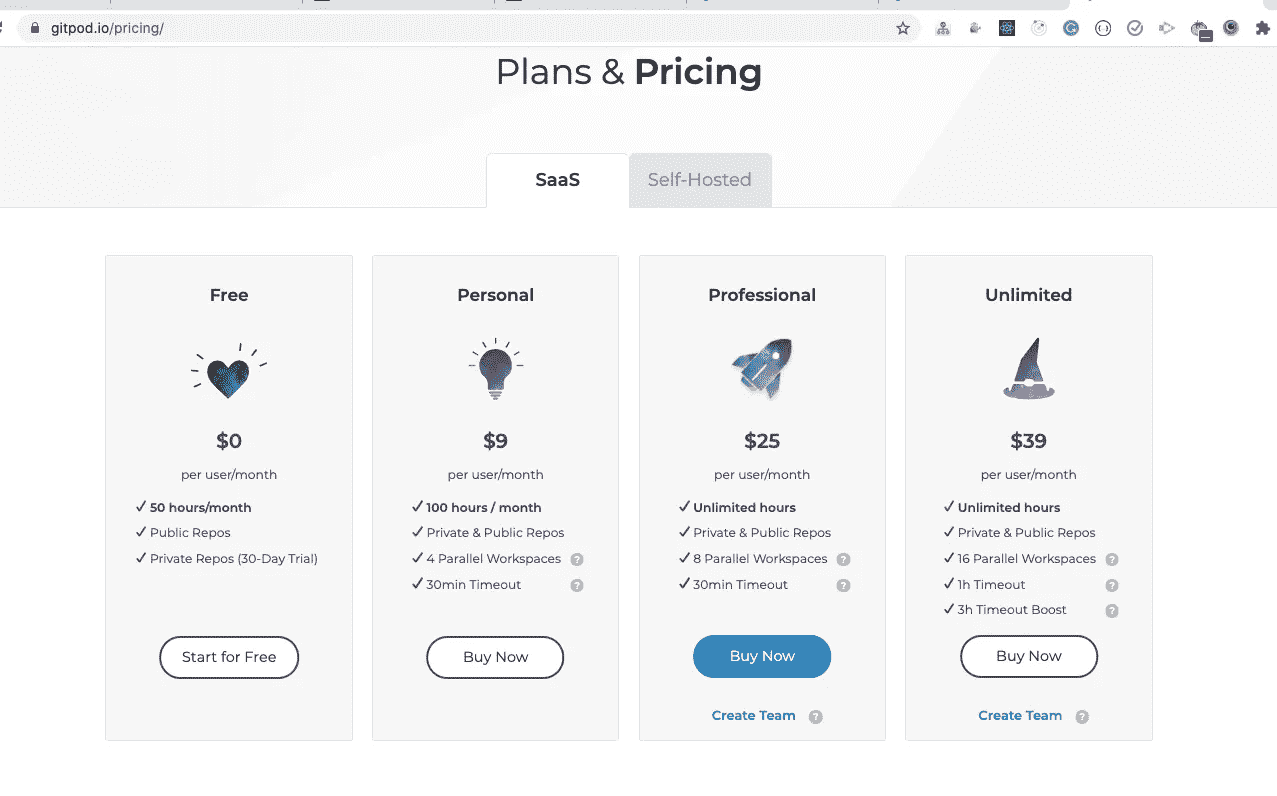 gitpod.io/pricing/
Plans & Pricing
SaaS
Self-Hosted
Free
$0
per user/month
50 hours/month
Public Repos
Private Repos (30-Day Trial)
Start for Free
Personal
$9
per user/month
100 hours / month
Private & Public Repos
4 Parallel Workspaces ?
30min Timeout ?
Buy Now
Professional
$25
per user/month
Unlimited hours
Private & Public Repos
8 Parallel Workspaces ?
30min Timeout ?
Buy Now
Create Team ?
Unlimited
$39
per user/month
Unlimited hours
Private & Public Repos
16 Parallel Workspaces ?
1h Timeout ?
3h Timeout Boost ?
Buy Now
Create Team ?